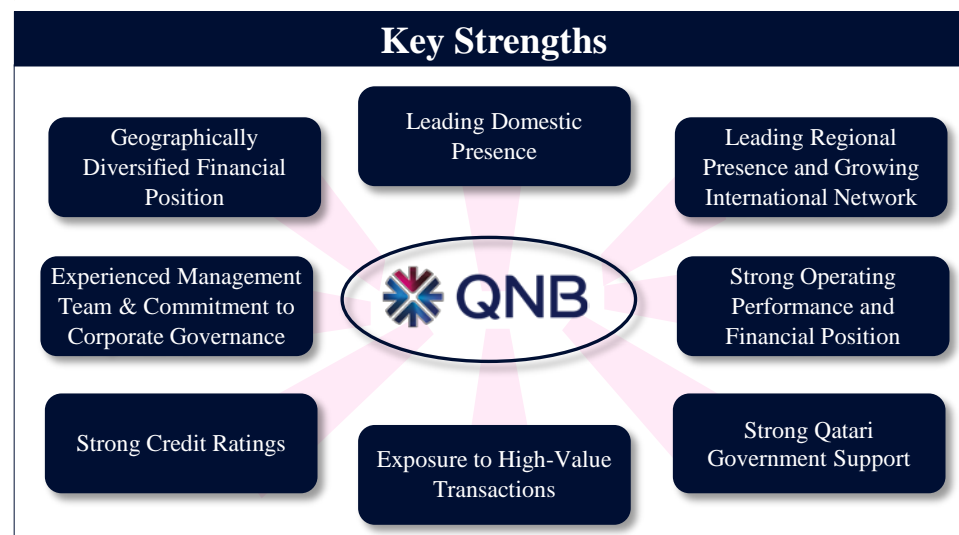 Key Strengths
Leading Domestic
Presence
Geographically
Diversified Financial
Position
Leading Regional
Presence and Growing
International Network
Experienced Management
Team & Commitment to
Corporate Governance
QNB
Strong Operating
Performance and
Financial Position
Strong Credit Ratings
Exposure to High-Value
Transactions
Strong Qatari
Government Support